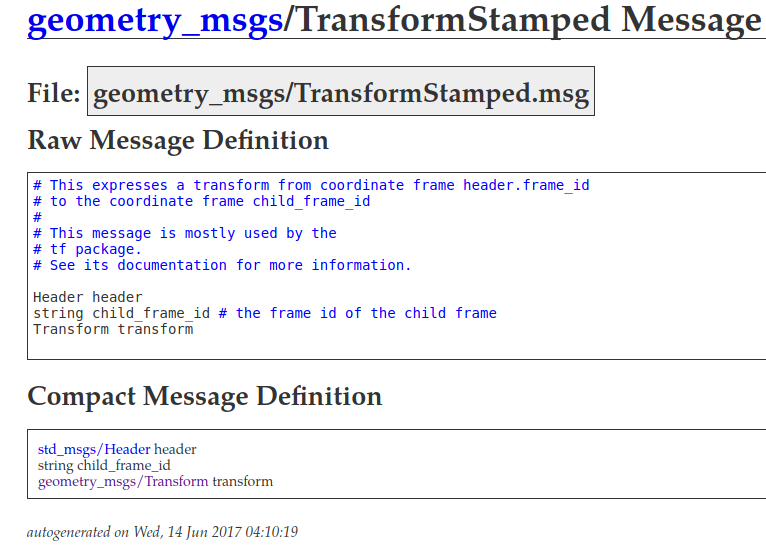 geometry_msgs/TransformStamped Message
File: geometry_msgs/TransformStamped.msg
Raw Message Definition
# This expresses a transform from coordinate frame header.frame_id
# to the coordinate frame child_frame_id
#
# This message is mostly used by the
# tf package.
# See its documentation for more information.
Header header
string child_frame_id # the frame id of the child frame
Transform transform
Compact Message Definition
std_msgs/Header header
string child_frame_id
geometry_msgs/Transform transform
autogenerated on Wed, 14 Jun 2017 04:10:19